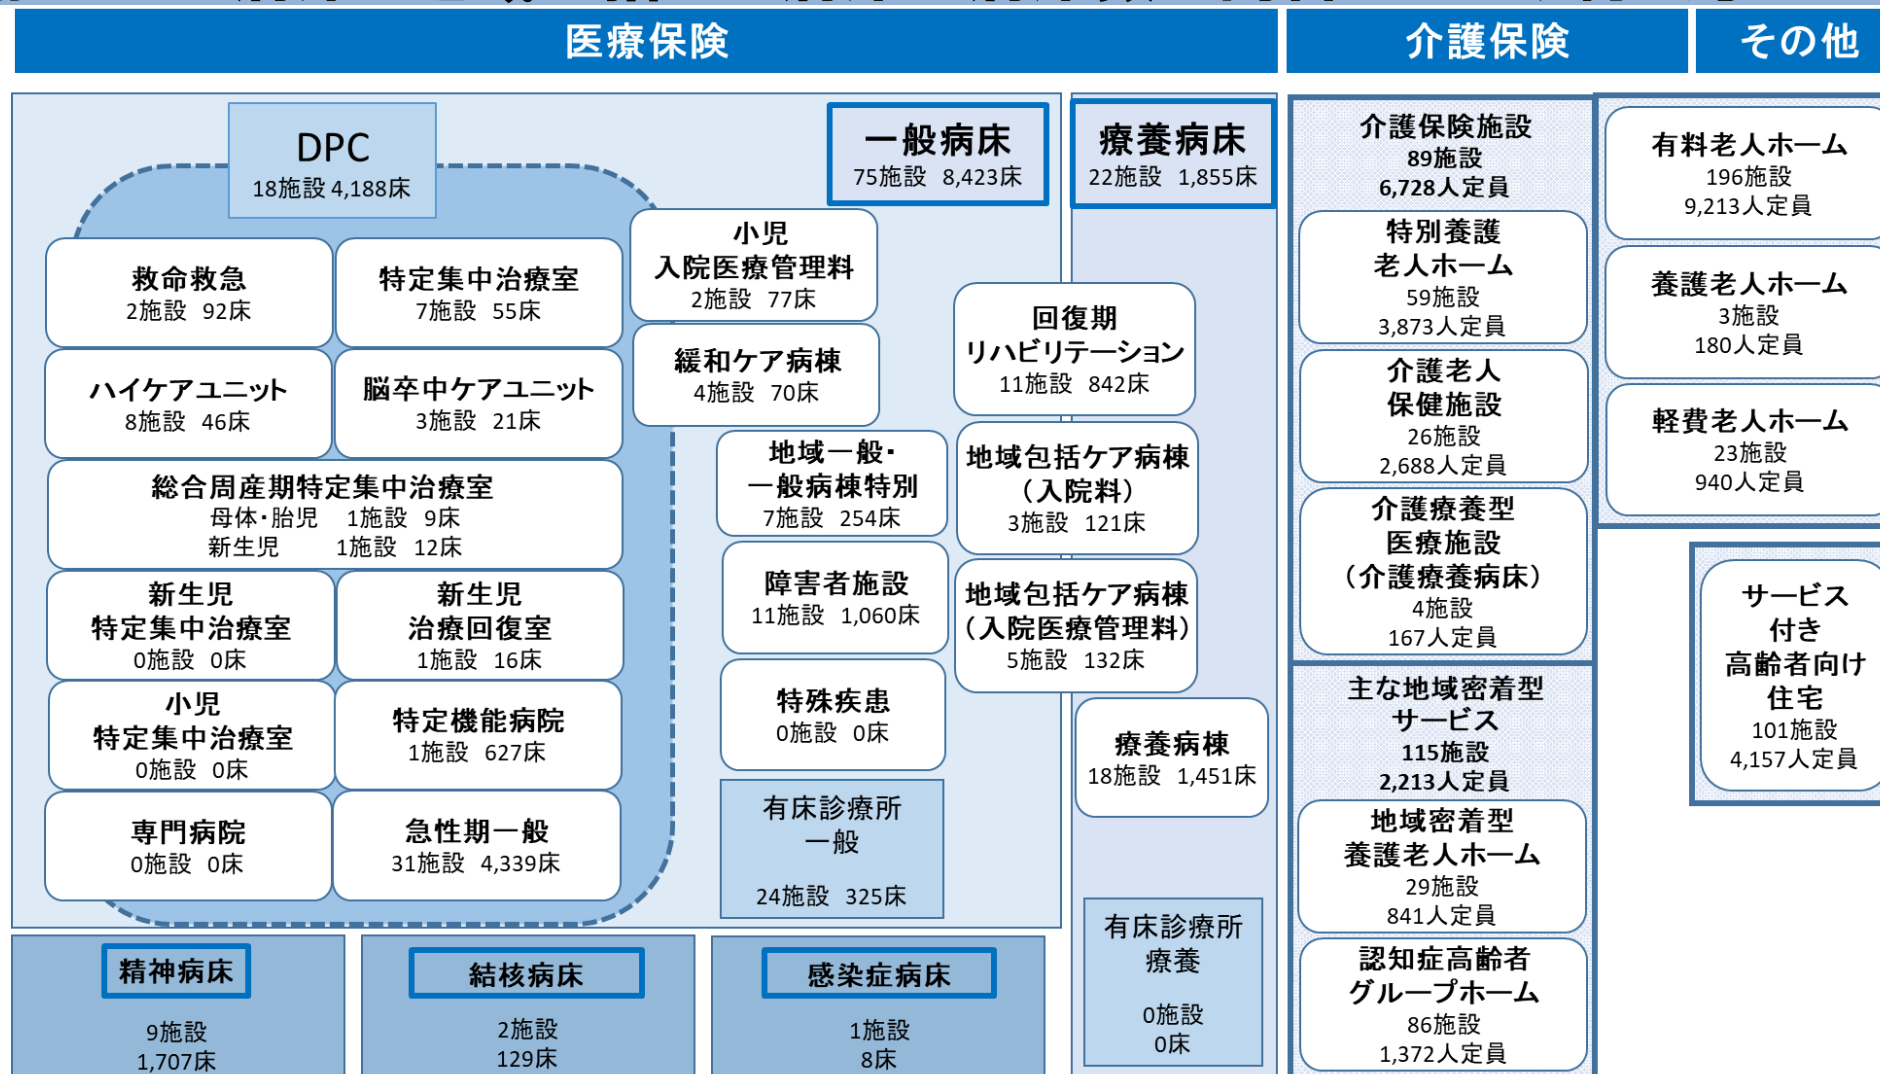 医療保険
介護保険
その他
DPC
18施設 4,188床
一般病床
75施設 8,423床
療養病床
22施設 1,855床
救命救急
2施設 92床
特定集中治療室
7施設 55床
ハイケアユニット
8施設 46床
脳卒中ケアユニット
3施設 21床
総合周産期特定集中治療室
母体・胎児 1施設 9床
新生児 1施設 12床
新生児
特定集中治療室
0施設 0床
新生児
治療回復室
1施設 16床
小児
特定集中治療室
0施設 0床
特定機能病院
1施設 627床
専門病院
0施設 0床
急性期一般
31施設 4,339床
小児
入院医療管理料
2施設 77床
緩和ケア病棟
4施設 70床
地域一般・
一般病棟特別
7施設 254床
障害者施設
11施設 1,060床
特殊疾患
0施設 0床
有床診療所
一般
24施設 325床
回復期
リハビリテーション
11施設 842床
地域包括ケア病棟
（入院料）
3施設 121床
地域包括ケア病棟
（入院医療管理料）
5施設 132床
療養病棟
18施設 1,451床
有床診療所
療養
0施設
0床
精神病床
9施設
1,707床
結核病床
2施設
129床
感染症病床
1施設
8床
介護保険施設
89施設
6,728人定員
特別養護
老人ホーム
59施設
3,873人定員
介護老人
保健施設
26施設
2,688人定員
介護療養型
医療施設
（介護療養病床）
4施設
167人定員
主な地域密着型
サービス
115施設
2,213人定員
地域密着型
養護老人ホーム
29施設
841人定員
認知症高齢者
グループホーム
86施設
1,372人定員
有料老人ホーム
196施設
9,213人定員
養護老人ホーム
3施設
180人定員
軽費老人ホーム
23施設
940人定員
サービス
付き
高齢者向け
住宅
101施設
4,157人定員